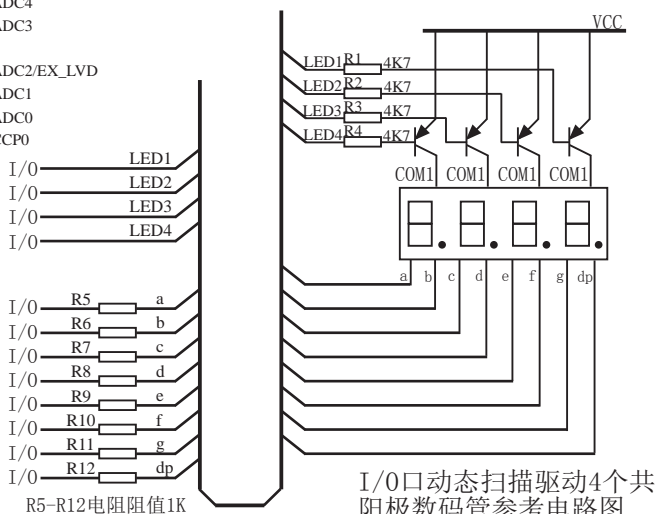 ADC4
ADC3
ADC2/EX_LVD
ADC1
ADC0
CCP0
I/O LED1
I/O LED2
I/O LED3
I/O LED4
I/O R5 a
I/O R6 b
I/O R7 c
I/O R8 d
I/O R9 e
I/O R10 f
I/O R11 g
I/O R12 dp
R5-R12电阻阻值1K
VCC
LED1 R1 4K7
LED2 R2 4K7
LED3 R3 4K7
LED4 R4 4K7
COM1 COM1 COM1 COM1
a b c d e f g dp
I/O口动态扫描驱动4个共
阳极数码管参考电路图